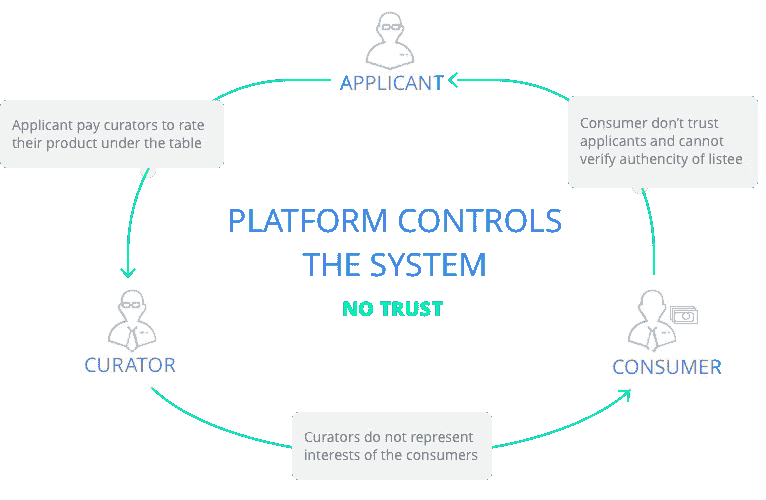 APPLICANT
Applicant pay curators to rate
their product under the table
Consumer don't trust
applicants and cannot
verify authencity of listee
PLATFORM CONTROLS
THE SYSTEM
NO TRUST
CURATOR
CONSUMER
Curators do not represent
interests of the consumers